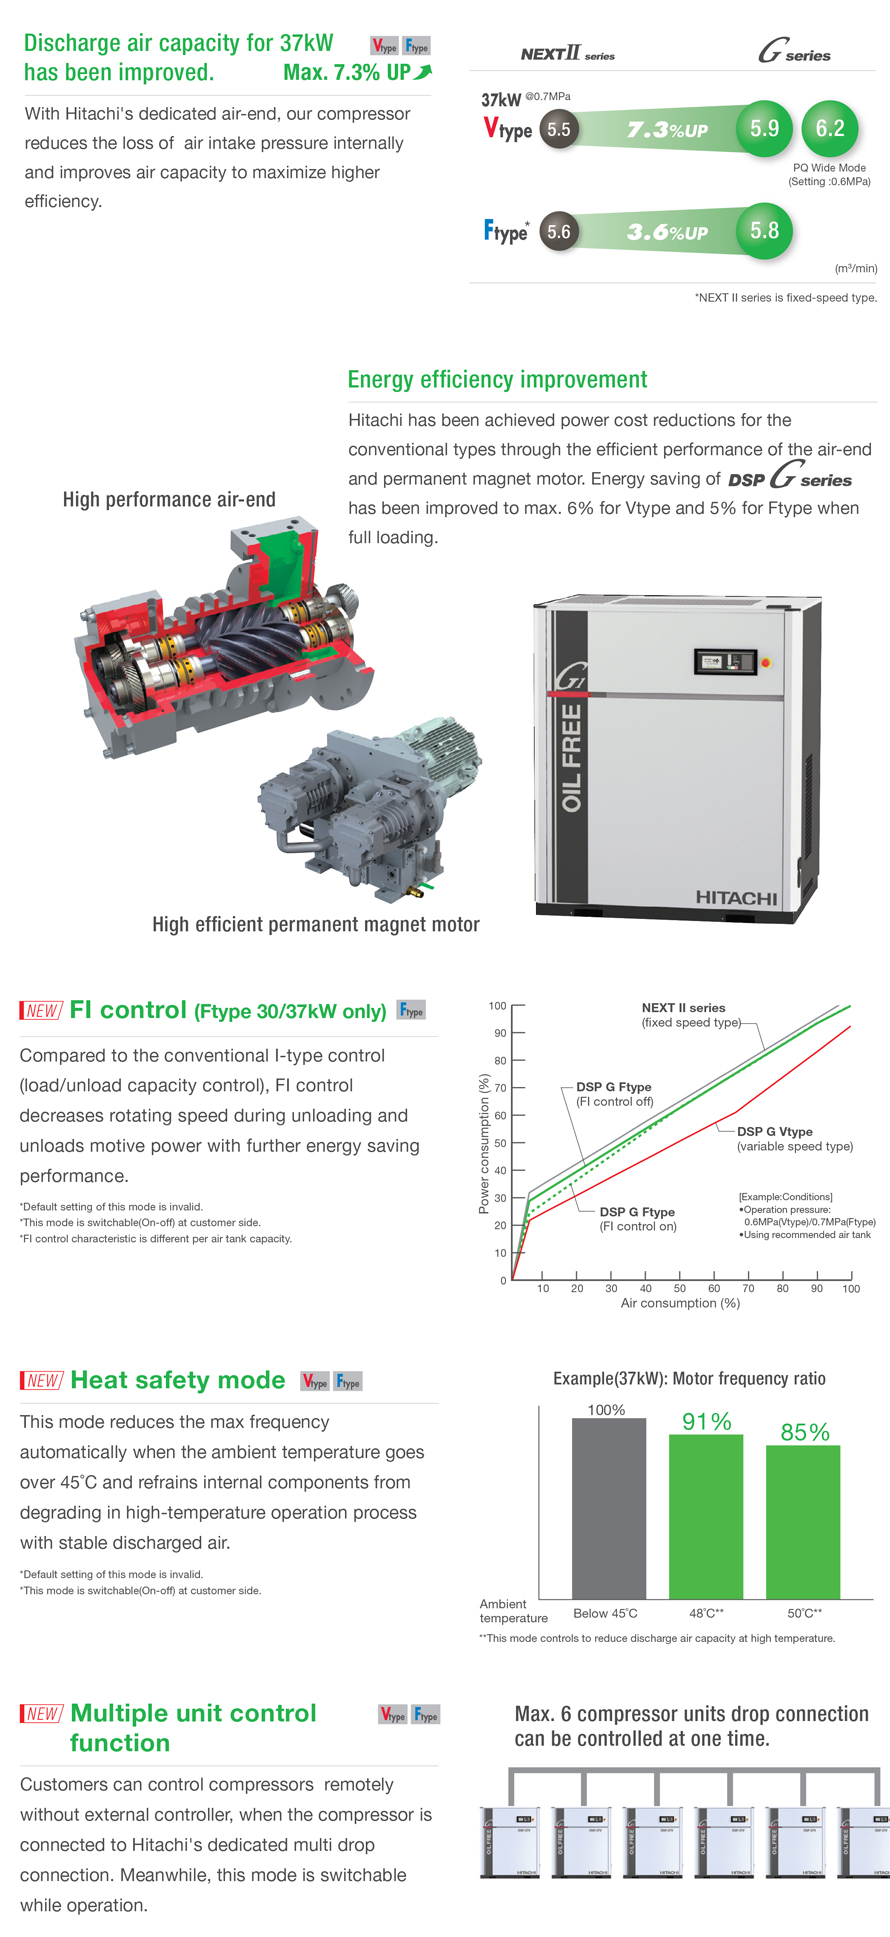 Discharge air capacity for 37kW
Vtype Ftype
has been improved. Max. 7.3% UP
With Hitachi's dedicated air-end, our compressor
reduces the loss of  air intake pressure internally
and improves air capacity to maximize higher
efficiency.
NEXT II series
G series
37kW @0.7MPa
Vtype 5.5 7.3%UP 5.9 6.2
PQ Wide Mode
(Setting :0.6MPa)
Ftype* 5.6 3.6%UP 5.8
(m³/min)
*NEXT II series is fixed-speed type.
Energy efficiency improvement
Hitachi has been achieved power cost reductions for the
conventional types through the efficient performance of the air-end
and permanent magnet motor. Energy saving of DSP G series
has been improved to max. 6% for Vtype and 5% for Ftype when
full loading.
High performance air-end
G1
OIL FREE
HITACHI
High efficient permanent magnet motor
NEW FI control (Ftype 30/37kW only) Ftype
Compared to the conventional I-type control
(load/unload capacity control), FI control
decreases rotating speed during unloading and
unloads motive power with further energy saving
performance.
*Default setting of this mode is invalid.
*This mode is switchable(On-off) at customer side.
*FI control characteristic is different per air tank capacity.
Power consumption (%)
100
90
80
70
60
50
40
30
20
10
0
NEXT II series
(fixed speed type)
DSP G Ftype
(FI control off)
DSP G Vtype
(variable speed type)
DSP G Ftype
(FI control on)
[Example:Conditions]
•Operation pressure:
0.6MPa(Vtype)/0.7MPa(Ftype)
•Using recommended air tank
10 20 30 40 50 60 70 80 90 100
Air consumption (%)
NEW Heat safety mode Vtype Ftype
This mode reduces the max frequency
automatically when the ambient temperature goes
over 45˚C and refrains internal components from
degrading in high-temperature operation process
with stable discharged air.
*Default setting of this mode is invalid.
*This mode is switchable(On-off) at customer side.
Example(37kW): Motor frequency ratio
100% 91% 85%
Ambient
temperature
Below 45˚C 48˚C** 50˚C**
**This mode controls to reduce discharge air capacity at high temperature.
NEW Multiple unit control
function
Vtype Ftype
Customers can control compressors  remotely
without external controller, when the compressor is
connected to Hitachi's dedicated multi drop
connection. Meanwhile, this mode is switchable
while operation.
Max. 6 compressor units drop connection
can be controlled at one time.
OIL FREE OIL FREE OIL FREE OIL FREE OIL FREE OIL FREE
HITACHI HITACHI HITACHI HITACHI HITACHI